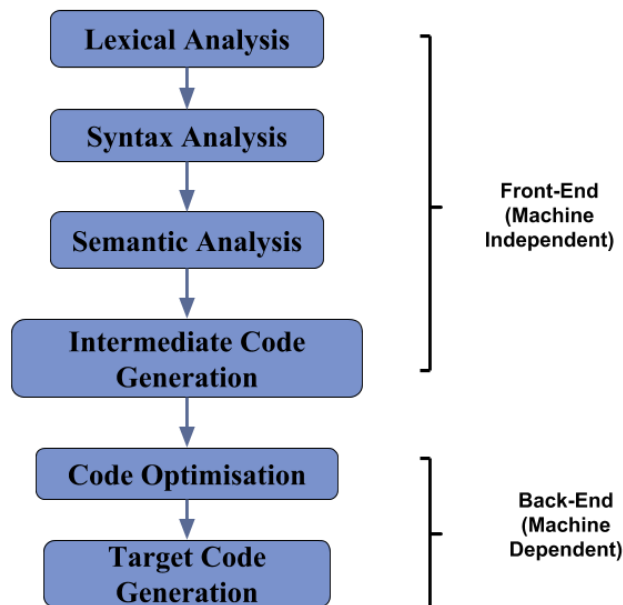 Lexical Analysis
Syntax Analysis
Semantic Analysis
Intermediate Code
Generation
Code Optimisation
Target Code
Generation
Front-End
(Machine
Independent)
Back-End
(Machine
Dependent)